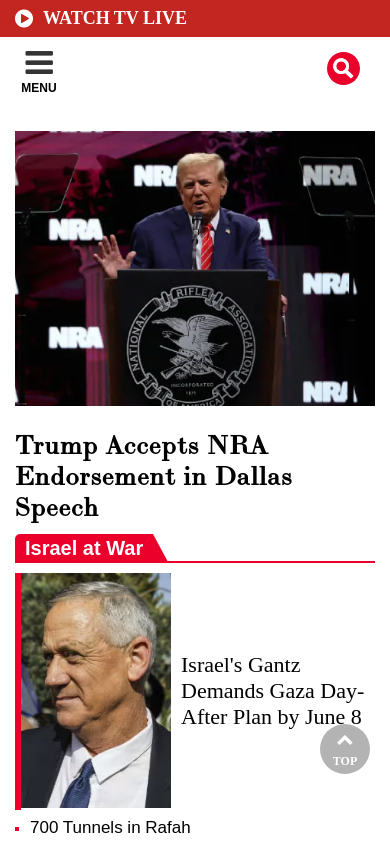 WATCH TV LIVE
MENU
NRA NRA
NRA NRA
NRA
NRA
NATIONAL RIFLE ASSOCIATION
INCORPORATED
1871
OF AMERICA
Trump Accepts NRA
Endorsement in Dallas
Speech
Israel at War
Israel's Gantz
Demands Gaza Day-
After Plan by June 8
TOP
700 Tunnels in Rafah